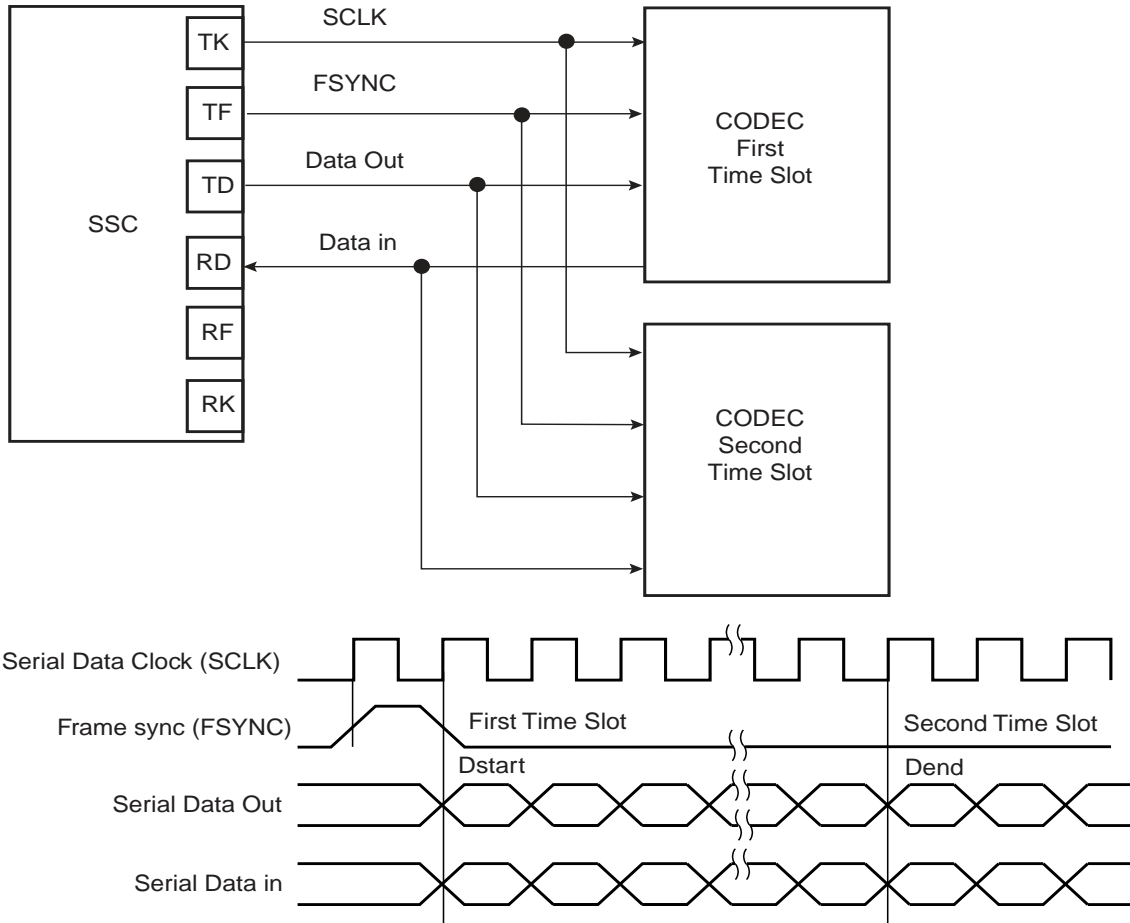 SCLK
TK
FSYNC
TF
CODEC
First
Time Slot
Data Out
TD
SSC
Data in
RD
RF
RK
CODEC
Second
Time Slot
Serial Data Clock (SCLK)
Frame sync (FSYNC)
First Time Slot
Second Time Slot
Dstart
Dend
Serial Data Out
Serial Data in